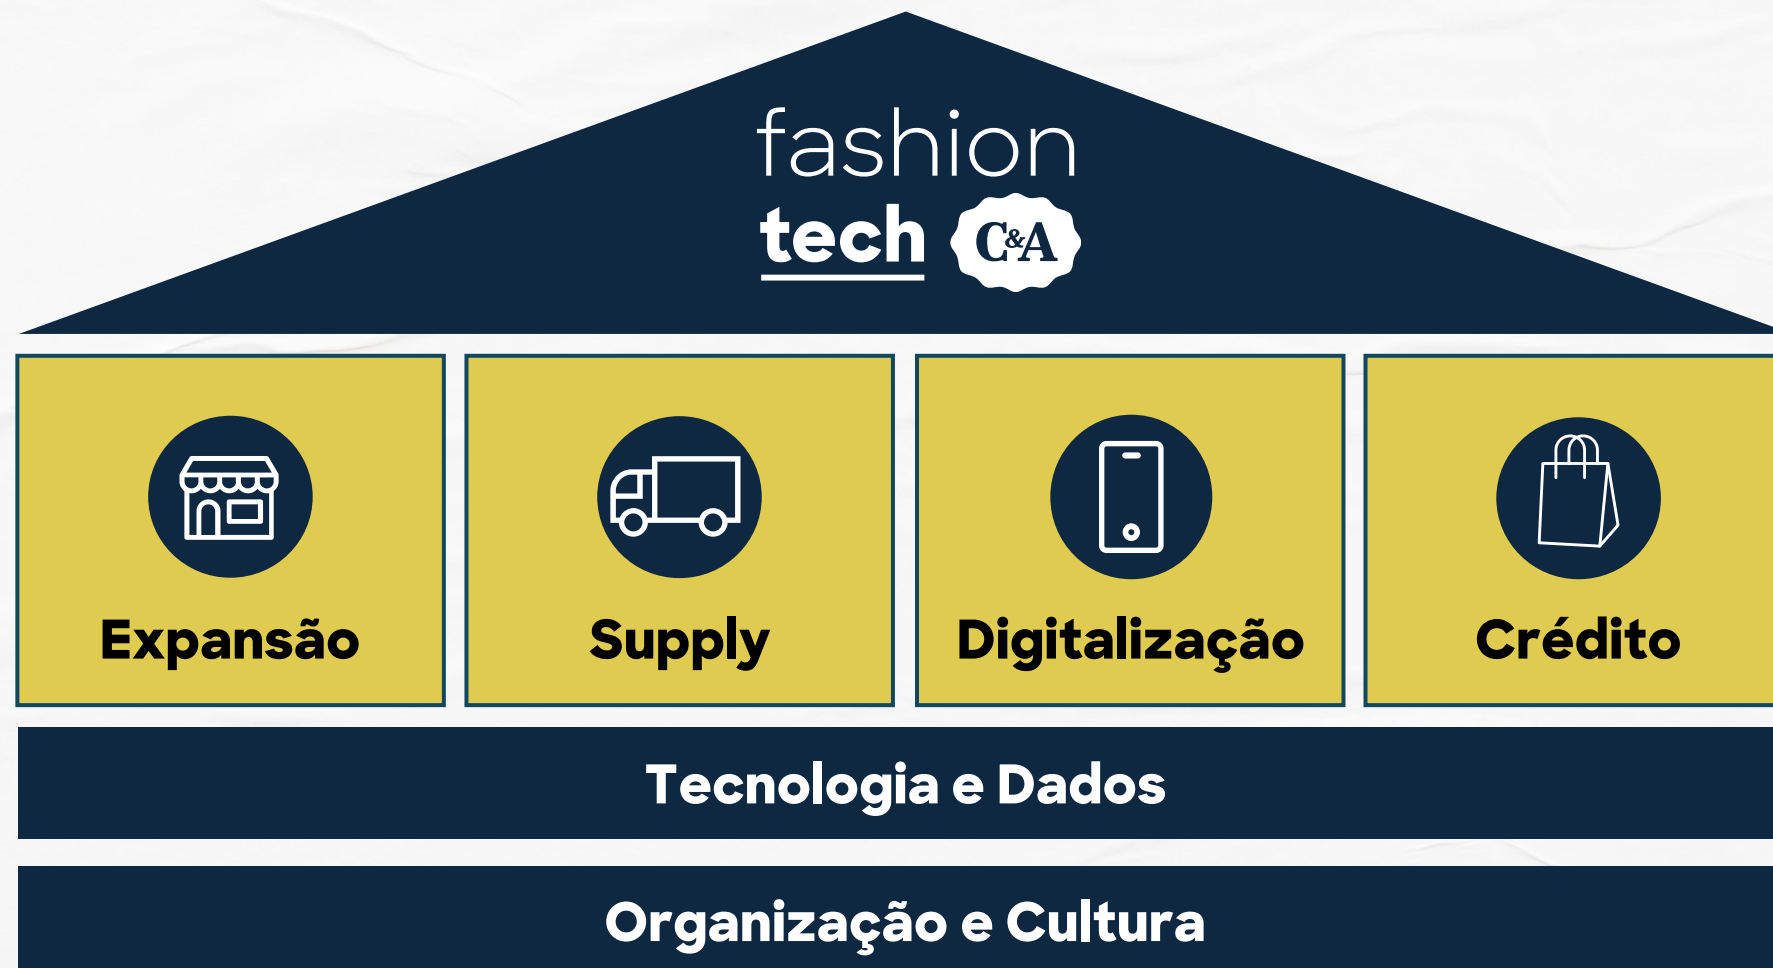 fashion
tech C&A
Expansão
Supply
Digitalização
Crédito
Tecnologia e Dados
Organização e Cultura